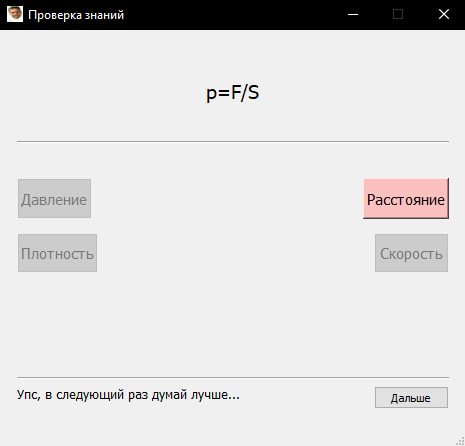 Проверка знаний
p=F/S
Давление
Расстояние
Плотность
Скорость
Упс, в следующий раз думай лучше...
Дальше